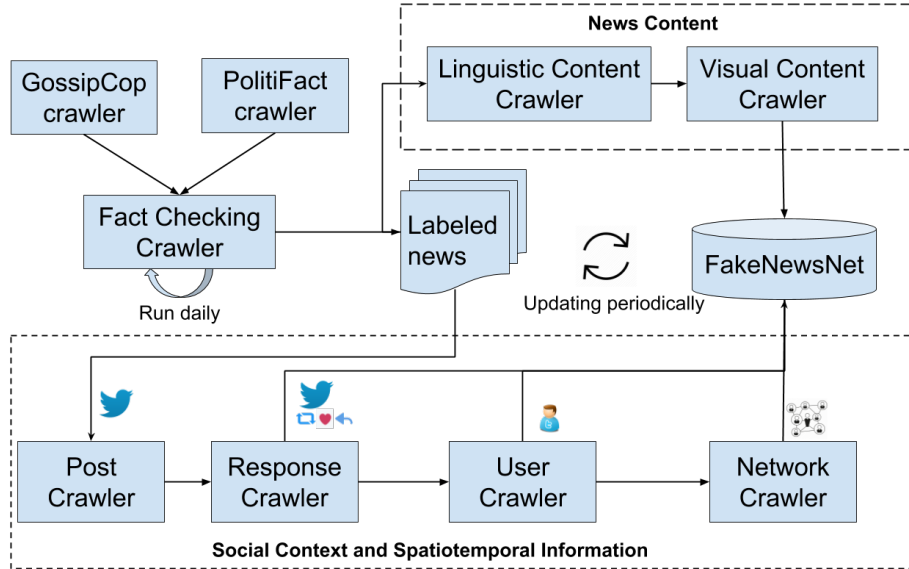 News Content
GossipCop
crawler
PolitiFact
crawler
Linguistic Content
Crawler
Visual Content
Crawler
Fact Checking
Crawler
Labeled
news
FakeNewsNet
Run daily
Updating periodically
Post
Crawler
Response
Crawler
User
Crawler
Network
Crawler
Social Context and Spatiotemporal Information